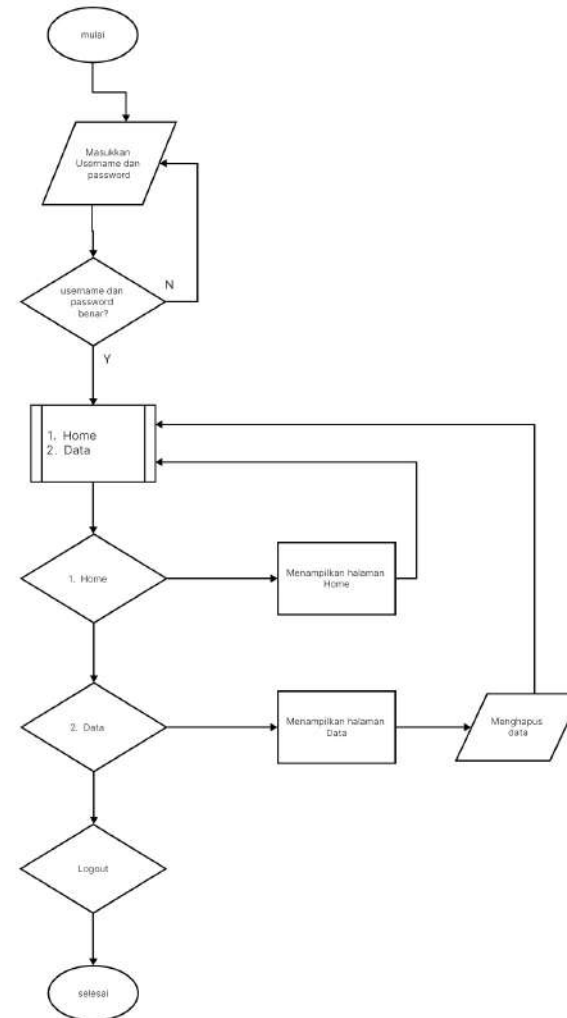 mulai
Masukkan
Username dan
password
username dan
password
benar?
N
Y
1. Home
2. Data
1. Home
Menampilkan halaman
Home
2. Data
Menampilkan halaman
Data
Menghapus
data
Logout
selesai